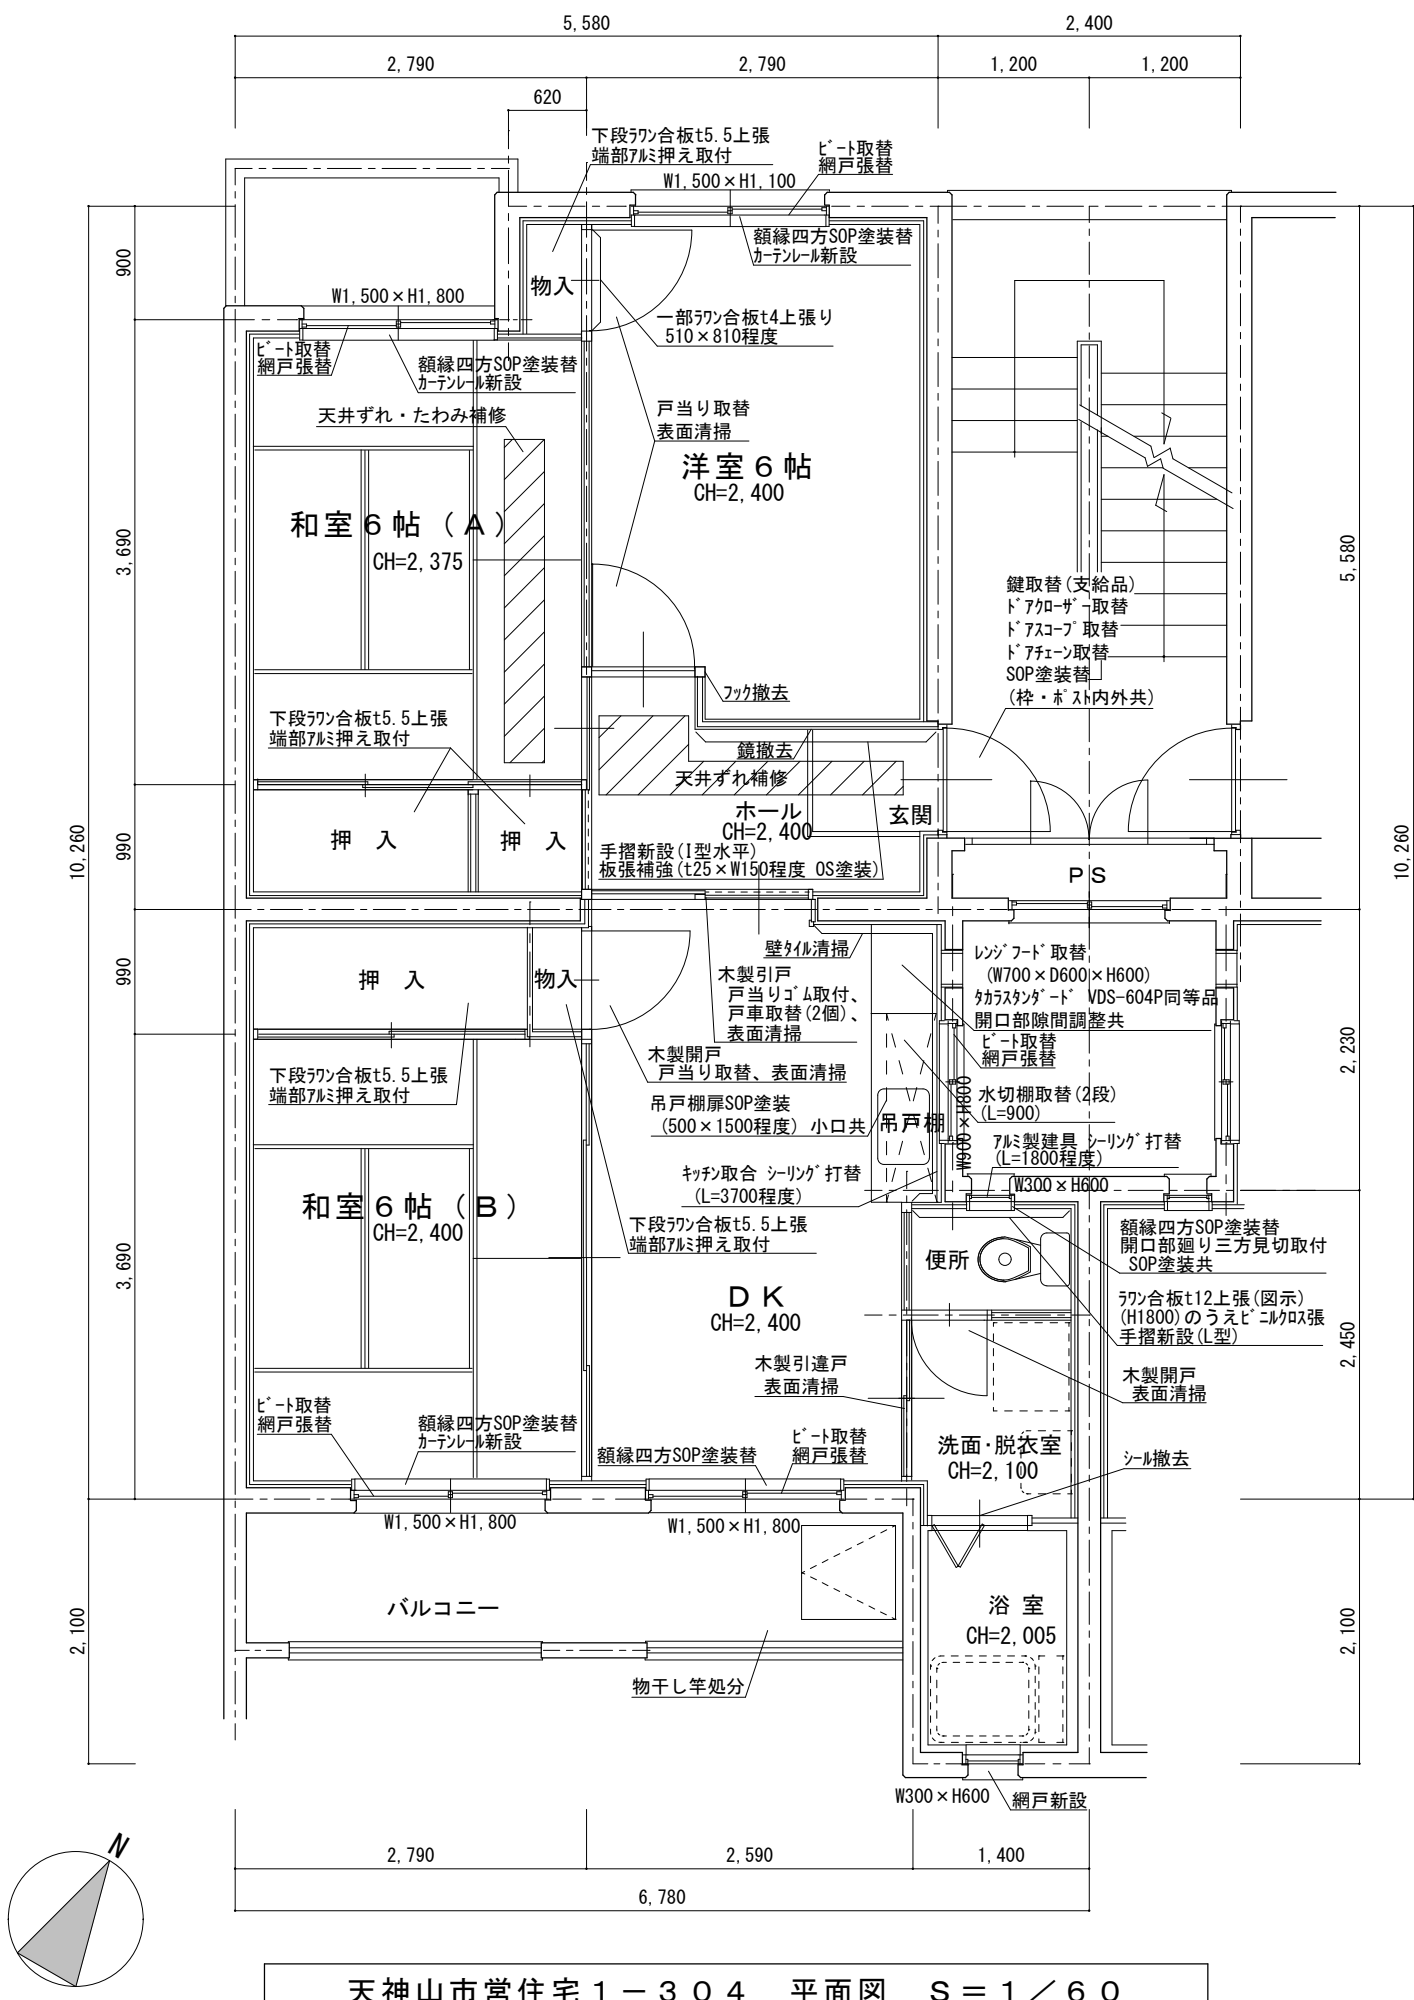 5,580
2,400
2,790
2,790
1,200
1,200
620
下段ﾗﾜﾝ合板t5.5上張
端部ｱﾙﾐ押え取付
ﾋﾞｰﾄ取替
網戸張替
W1,500×H1,100
額縁四方SOP塗装替
ｶｰﾃﾝﾚｰﾙ新設
物入
900
W1,500×H1,800
ﾋﾞｰﾄ取替
網戸張替
額縁四方SOP塗装替
ｶｰﾃﾝﾚｰﾙ新設
一部ﾗﾜﾝ合板t4上張り
510×810程度
天井ずれ・たわみ補修
戸当り取替
表面清掃
洋室６帖
CH=2,400
和室６帖（Ａ）
CH=2,375
3,690
5,580
鍵取替(支給品)
ﾄﾞｱｸﾛｰｻﾞｰ取替
ﾄﾞｱｽｺｰﾌﾟ取替
ﾄﾞｱﾁｪｰﾝ取替
SOP塗装替
(枠・ﾎﾟｽﾄ内外共)
ﾌｯｸ撤去
下段ﾗﾜﾝ合板t5.5上張
端部ｱﾙﾐ押え取付
鏡撤去
天井ずれ補修
ホール
CH=2,400
玄関
押　入
押　入
手摺新設(I型水平)
板張補強(t25×W150程度 OS塗装)
ＰＳ
990
10,260
10,260
990
押　入
物入
壁ﾀｲﾙ清掃
木製引戸
戸当りｺﾞﾑ取付、
戸車取替(2個)、
表面清掃
ﾚﾝｼﾞﾌｰﾄﾞ取替
(W700×D600×H600)
ﾀｶﾗｽﾀﾝﾀﾞｰﾄﾞ VDS-604P同等品
開口部隙間調整共
ﾋﾞｰﾄ取替
網戸張替
木製開戸
戸当り取替、表面清掃
下段ﾗﾜﾝ合板t5.5上張
端部ｱﾙﾐ押え取付
吊戸棚扉SOP塗装
(500×1500程度) 小口共
吊戸棚
W900×H800
水切棚取替(2段)
(L=900)
ｱﾙﾐ製建具 ｼｰﾘﾝｸﾞ打替
(L=1800程度)
W300×H600
2,230
ｷｯﾁﾝ取合 ｼｰﾘﾝｸﾞ打替
(L=3700程度)
和室６帖（Ｂ）
CH=2,400
3,690
下段ﾗﾜﾝ合板t5.5上張
端部ｱﾙﾐ押え取付
便所
額縁四方SOP塗装替
開口部廻り三方見切取付
SOP塗装共
ＤＫ
CH=2,400
ﾗﾜﾝ合板t12上張(図示)
(H1800)のうえﾋﾞﾆﾙｸﾛｽ張
手摺新設(L型)
2,450
木製引違戸
表面清掃
木製開戸
表面清掃
ﾋﾞｰﾄ取替
網戸張替
額縁四方SOP塗装替
ｶｰﾃﾝﾚｰﾙ新設
額縁四方SOP塗装替
ﾋﾞｰﾄ取替
網戸張替
洗面･脱衣室
CH=2,100
ｼｰﾙ撤去
W1,500×H1,800
W1,500×H1,800
バルコニー
浴 室
CH=2,005
2,100
2,100
物干し竿処分
W300×H600
網戸新設
2,790
2,590
1,400
6,780
N
天神山市営住宅１－３０４　平面図　Ｓ＝１／６０